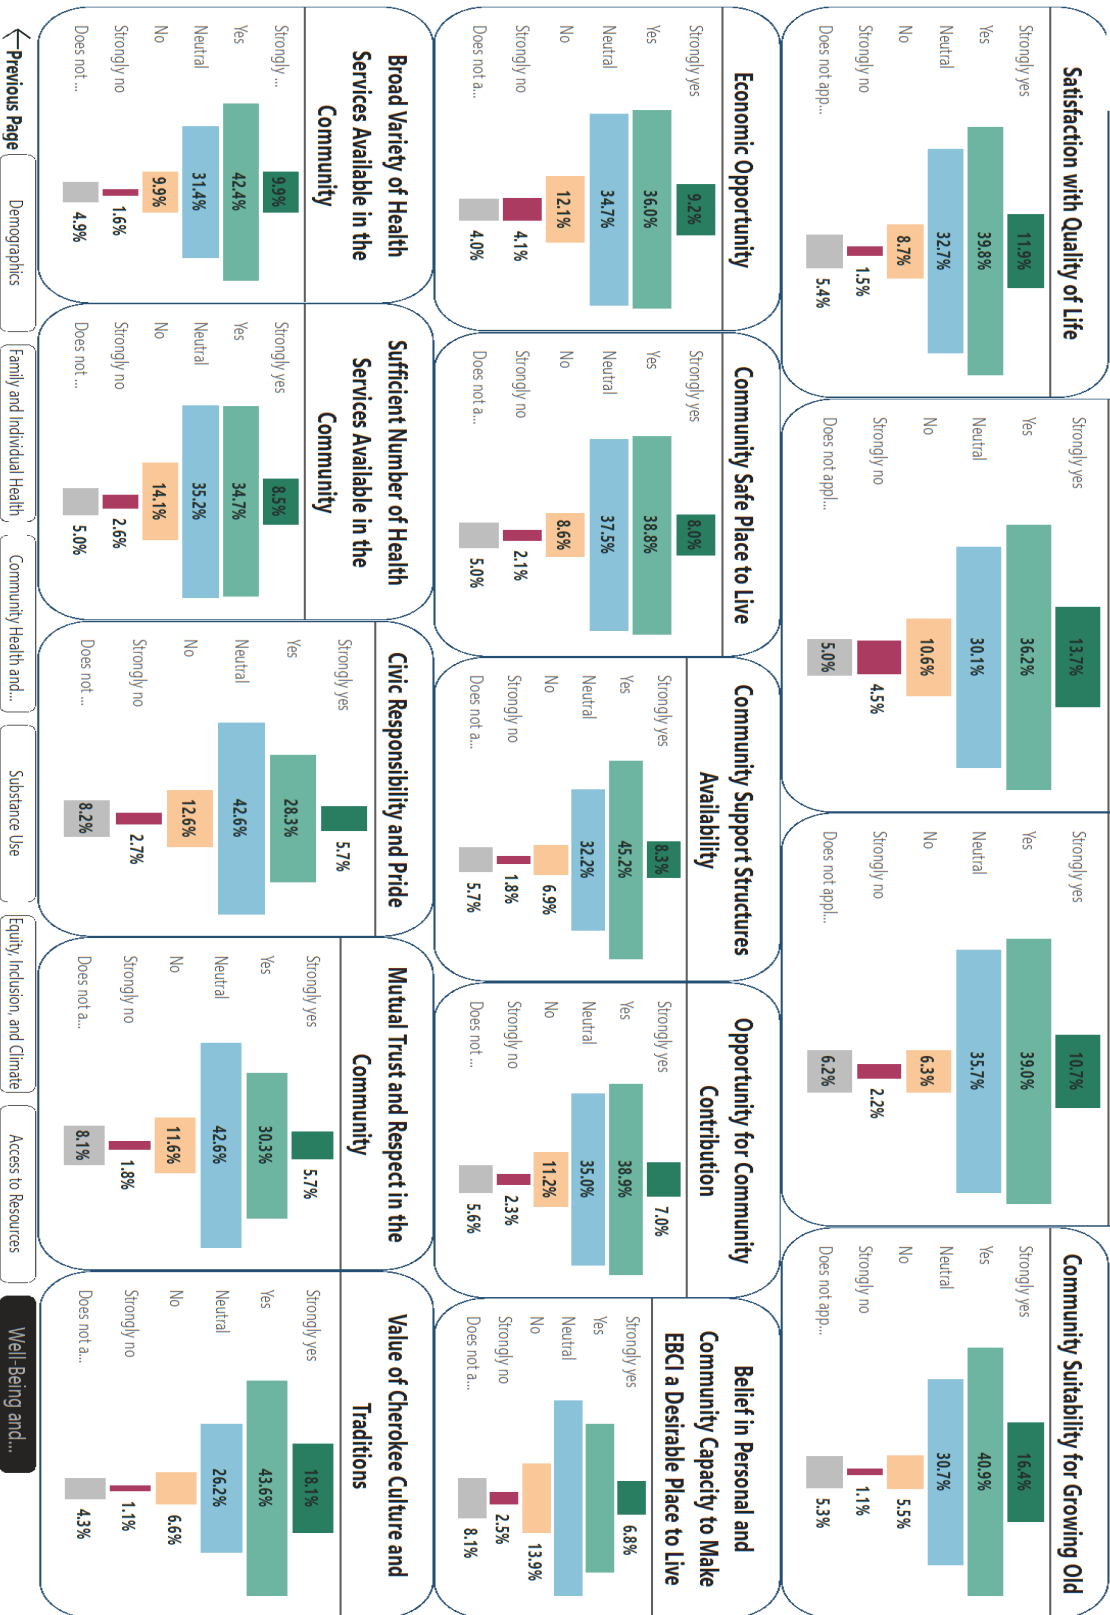 Satisfaction with Quality of Life
Strongly yes 11.9%
Yes 39.8%
Neutral 32.7%
No 8.7%
Strongly no 1.5%
Does not app... 5.4%
Strongly yes 13.7%
Yes 36.2%
Neutral 30.1%
No 10.6%
Strongly no 4.5%
Does not appl... 5.0%
Strongly yes 10.7%
Yes 39.0%
Neutral 35.7%
No 6.3%
Strongly no 2.2%
Does not appl... 6.2%
Community Suitability for Growing Old
Strongly yes 16.4%
Yes 40.9%
Neutral 30.7%
No 5.5%
Strongly no 1.1%
Does not app... 5.3%
Economic Opportunity
Strongly yes 9.2%
Yes 36.0%
Neutral 34.7%
No 12.1%
Strongly no 4.1%
Does not a... 4.0%
Community Safe Place to Live
Strongly yes 8.0%
Yes 38.8%
Neutral 37.5%
No 8.6%
Strongly no 2.1%
Does not a... 5.0%
Community Support Structures
Availability
Strongly yes 8.3%
Yes 45.2%
Neutral 32.2%
No 6.9%
Strongly no 1.8%
Does not a... 5.7%
Opportunity for Community
Contribution
Strongly yes 7.0%
Yes 38.9%
Neutral 35.0%
No 11.2%
Strongly no 2.3%
Does not ... 5.6%
Belief in Personal and
Community Capacity to Make
EBCI a Desirable Place to Live
Strongly yes 6.8%
Yes
Neutral
No 13.9%
Strongly no 2.5%
Does not a... 8.1%
Broad Variety of Health
Services Available in the
Community
Strongly ... 9.9%
Yes 42.4%
Neutral 31.4%
No 9.9%
Strongly no 1.6%
Does not ... 4.9%
Sufficient Number of Health
Services Available in the
Community
Strongly yes 8.5%
Yes 34.7%
Neutral 35.2%
No 14.1%
Strongly no 2.6%
Does not ... 5.0%
Civic Responsibility and Pride
Strongly yes 5.7%
Yes 28.3%
Neutral 42.6%
No 12.6%
Strongly no 2.7%
Does not ... 8.2%
Mutual Trust and Respect in the
Community
Strongly yes 5.7%
Yes 30.3%
Neutral 42.6%
No 11.6%
Strongly no 1.8%
Does not a... 8.1%
Value of Cherokee Culture and
Traditions
Strongly yes 18.1%
Yes 43.6%
Neutral 26.2%
No 6.6%
Strongly no 1.1%
Does not a... 4.3%
←Previous Page
Demographics
Family and Individual Health
Community Health and...
Substance Use
Equity, Inclusion, and Climate
Access to Resources
Well-Being and...